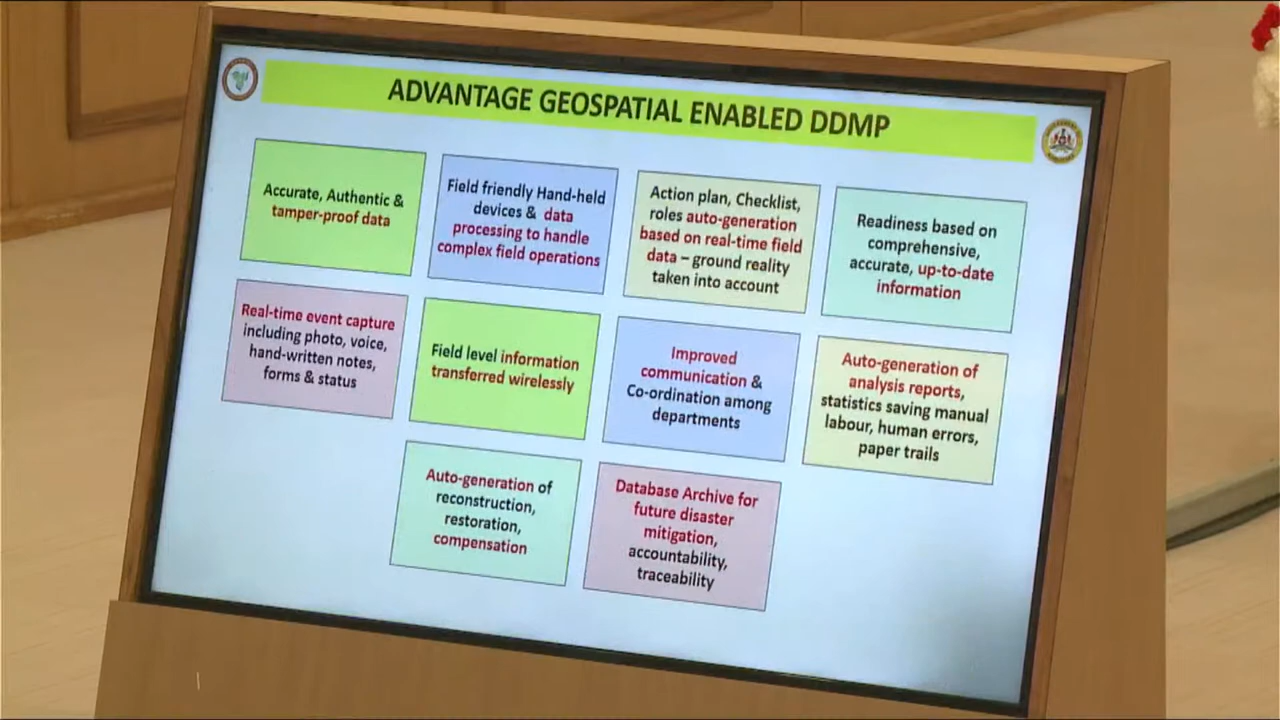 ADVANTAGE GEOSPATIAL ENABLED DDMP
Accurate, Authentic &
tamper-proof data
Field friendly Hand-held
devices & data
processing to handle
complex field operations
Action plan, Checklist,
roles auto-generation
based on real-time field
data – ground reality
taken into account
Readiness based on
comprehensive,
accurate, up-to-date
information
Real-time event capture
including photo, voice,
hand-written notes,
forms & status
Field level information
transferred wirelessly
Improved
communication &
Co-ordination among
departments
Auto-generation of
analysis reports,
statistics saving manual
labour, human errors,
paper trails
Auto-generation of
reconstruction,
restoration,
compensation
Database Archive for
future disaster
mitigation,
accountability,
traceability